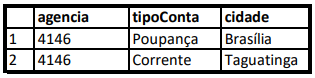 agencia tipoConta cidade
1 4146 Poupança Brasília
2 4146 Corrente Taguatinga